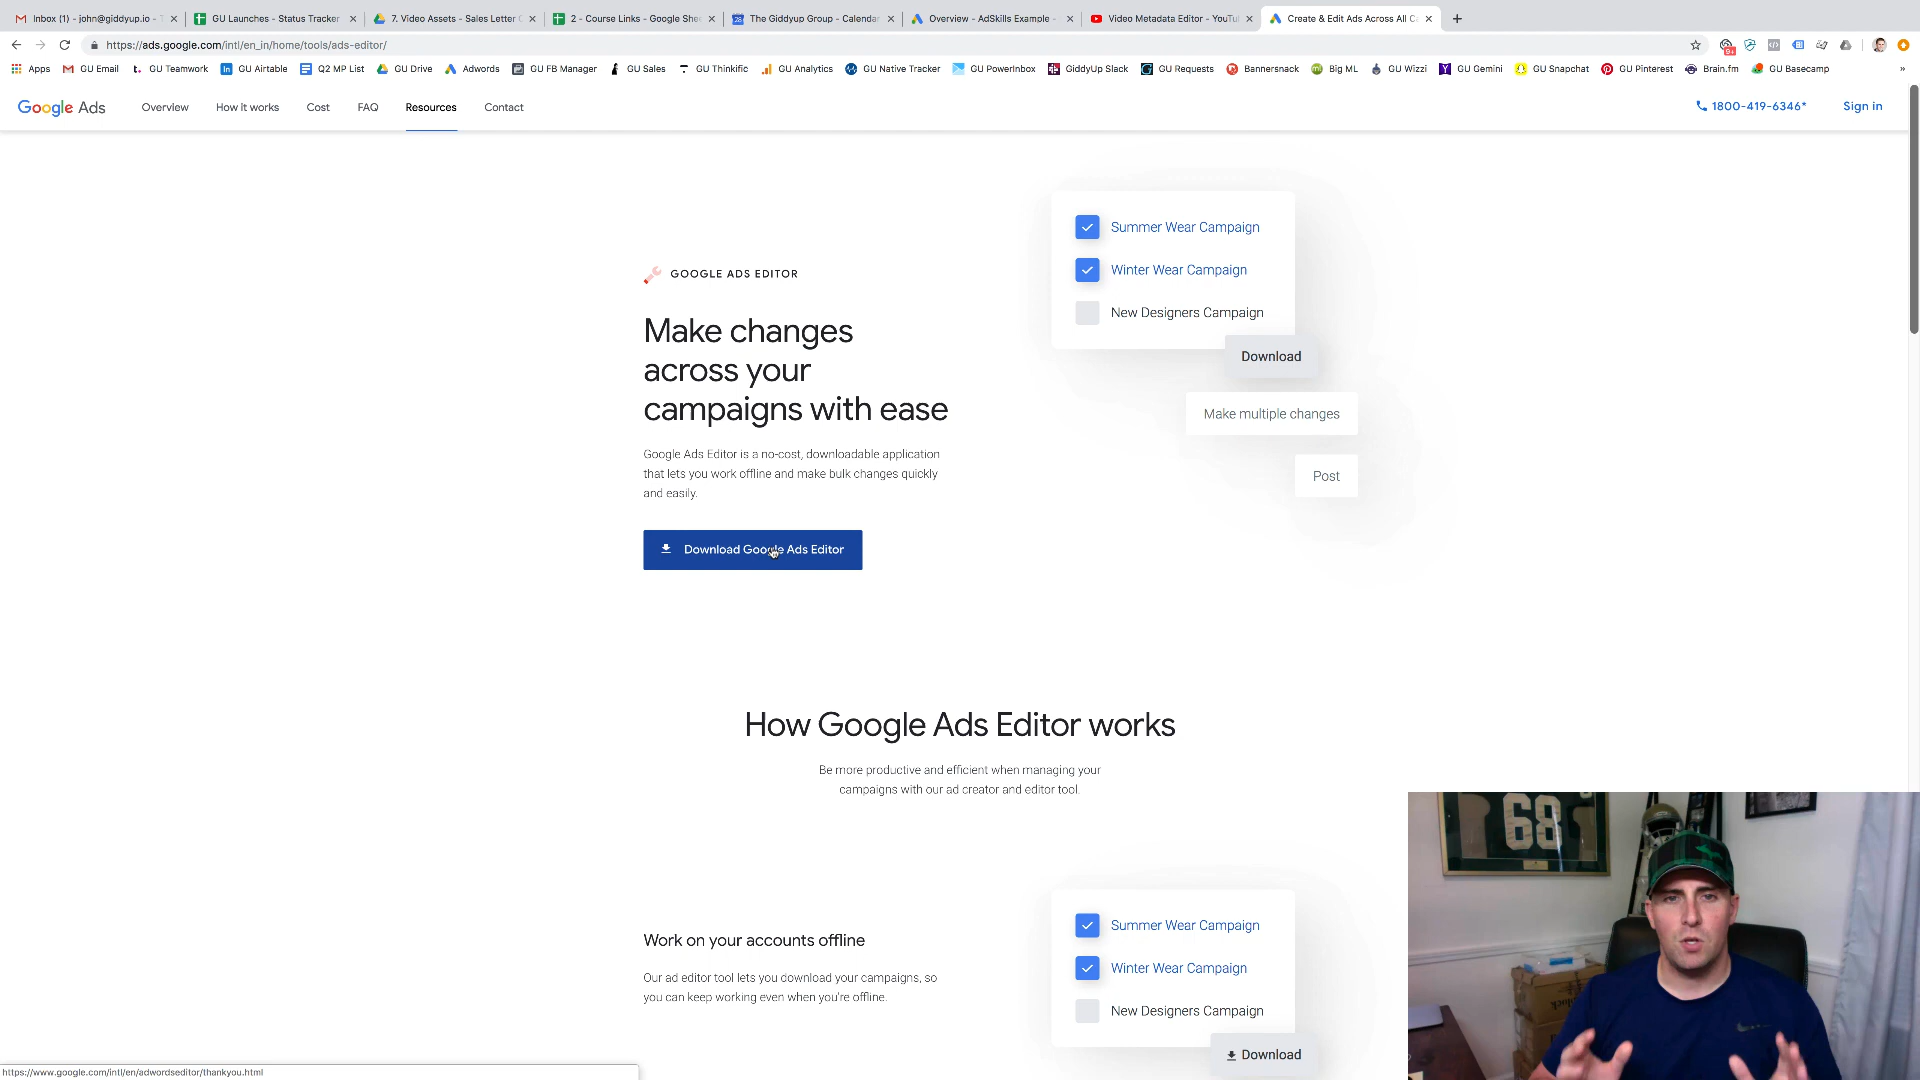 Inbox (1) - john@giddyup.io - T
GU Launches - Status Tracker
7. Video Assets - Sales Letter C
2 - Course Links - Google Shee
The Giddyup Group - Calendar
Overview - AdSkills Example -
Video Metadata Editor - YouTu
Create & Edit Ads Across All C
https://ads.google.com/intl/en_in/home/tools/ads-editor/
Apps
GU Email
GU Teamwork
GU Airtable
Q2 MP List
GU Drive
Adwords
GU FB Manager
GU Sales
GU Thinkific
GU Analytics
GU Native Tracker
GU PowerInbox
GiddyUp Slack
GU Requests
Bannersnack
Big ML
GU Wizzi
GU Gemini
GU Snapchat
GU Pinterest
Brain.fm
GU Basecamp
Google Ads
Overview
How it works
Cost
FAQ
Resources
Contact
1800-419-6346*
Sign in
GOOGLE ADS EDITOR
Make changes
across your
campaigns with ease
Google Ads Editor is a no-cost, downloadable application
that lets you work offline and make bulk changes quickly
and easily.
Download Google Ads Editor
Summer Wear Campaign
Winter Wear Campaign
New Designers Campaign
Download
Make multiple changes
Post
How Google Ads Editor works
Be more productive and efficient when managing your
campaigns with our ad creator and editor tool.
Work on your accounts offline
Our ad editor tool lets you download your campaigns, so
you can keep working even when you're offline.
Summer Wear Campaign
Winter Wear Campaign
New Designers Campaign
Download
68
https://www.google.com/intl/en/adwordseditor/thankyou.html